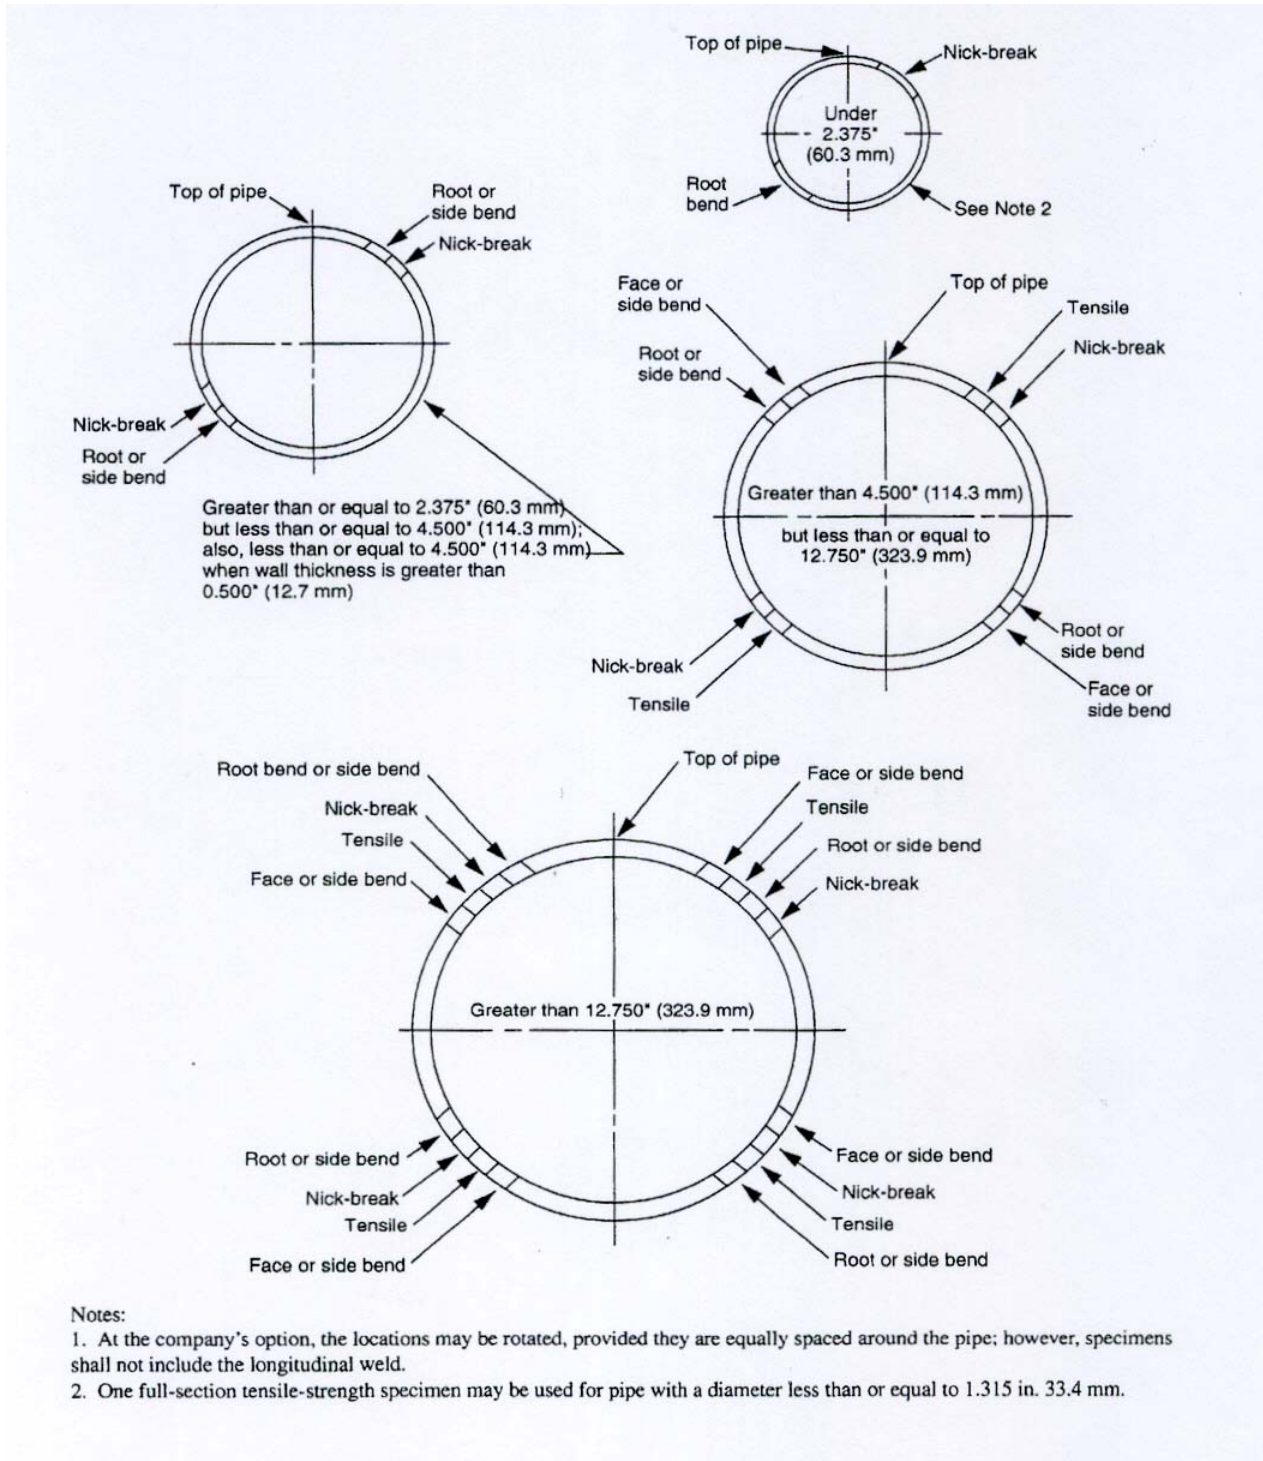 Top of pipe
Nick-break
Under
2.375"
(60.3 mm)
Root
bend
See Note 2
Top of pipe
Root or
side bend
Nick-break
Nick-break
Root or
side bend
Greater than or equal to 2.375" (60.3 mm)
but less than or equal to 4.500" (114.3 mm);
also, less than or equal to 4.500" (114.3 mm)
when wall thickness is greater than
0.500" (12.7 mm)
Face or
side bend
Root or
side bend
Top of pipe
Tensile
Nick-break
Greater than 4.500" (114.3 mm)
but less than or equal to
12.750" (323.9 mm)
Nick-break
Tensile
Root or
side bend
Face or
side bend
Root bend or side bend
Nick-break
Tensile
Face or side bend
Top of pipe
Face or side bend
Tensile
Root or side bend
Nick-break
Greater than 12.750" (323.9 mm)
Root or side bend
Nick-break
Tensile
Face or side bend
Face or side bend
Nick-break
Tensile
Root or side bend
Notes:
1. At the company's option, the locations may be rotated, provided they are equally spaced around the pipe; however, specimens
shall not include the longitudinal weld.
2. One full-section tensile-strength specimen may be used for pipe with a diameter less than or equal to 1.315 in. 33.4 mm.